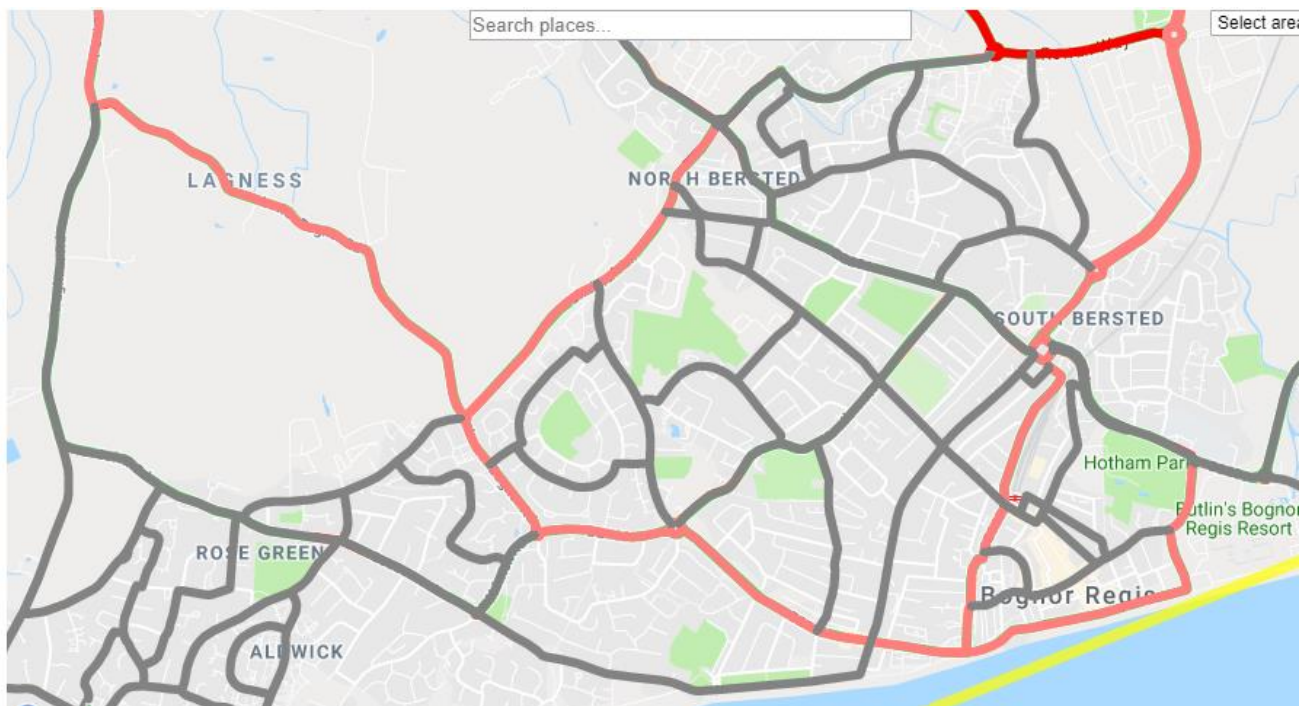 Search places...
Select area
LAGNESS
NORTH BERSTED
SOUTH BERSTED
Hotham Park
Butlin's Bognor
Regis Resort
ROSE GREEN
Bognor Regis
ALDWICK